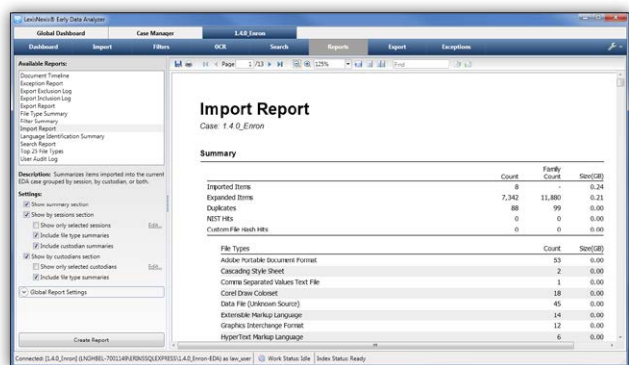 LexisNexis® Early Data Analyzer
Global Dashboard Case Manager 1.4.0_Enron
Dashboard Import Filters OCR Search Reports Export Exceptions
Available Reports:
Document Timeline
Exception Report
Export Exclusion Log
Export Inclusion Log
Export Report
File Type Summary
Filter Summary
Import Report
Language Identification Summary
Search Report
Top 25 File Types
User Audit Log
Description: Summarizes items imported into the current
EDA case grouped by session, by custodian, or both.
Settings:
Show summary section
Show by sessions section
Show only selected sessions Edit...
Include file type summaries
Include custodian summaries
Show by custodians section
Show only selected custodians Edit...
Include file type summaries
Global Report Settings
Create Report
Page 1 /13 125% Find
Import Report
Case: 1.4.0_Enron
Summary
Count Family Count Size(GB)
Imported Items 8 - 0.24
Expanded Items 7,342 11,880 0.21
Duplicates 88 99 0.00
NIST Hits 0 0 0.00
Custom File Hash Hits 0 0 0.00
File Types Count Size(GB)
Adobe Portable Document Format 53 0.00
Cascading Style Sheet 2 0.00
Comma Separated Values Text File 1 0.00
Corel Draw Colorset 18 0.00
Data File (Unknown Source) 45 0.00
Extensible Markup Language 14 0.00
Graphics Interchange Format 12 0.00
HyperText Markup Language 6 0.00
Connected: [1.4.0_Enron] as law_user Work Status: Idle Index Status: Ready